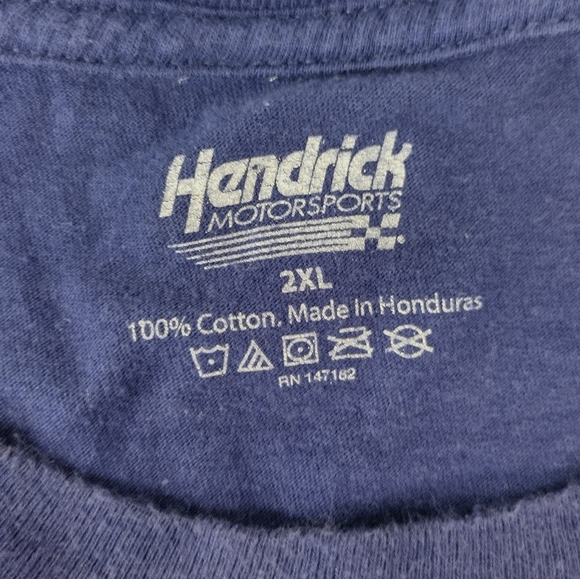 Hendrick
MOTORSPORTS
2XL
100% Cotton. Made in Honduras
RN 147162